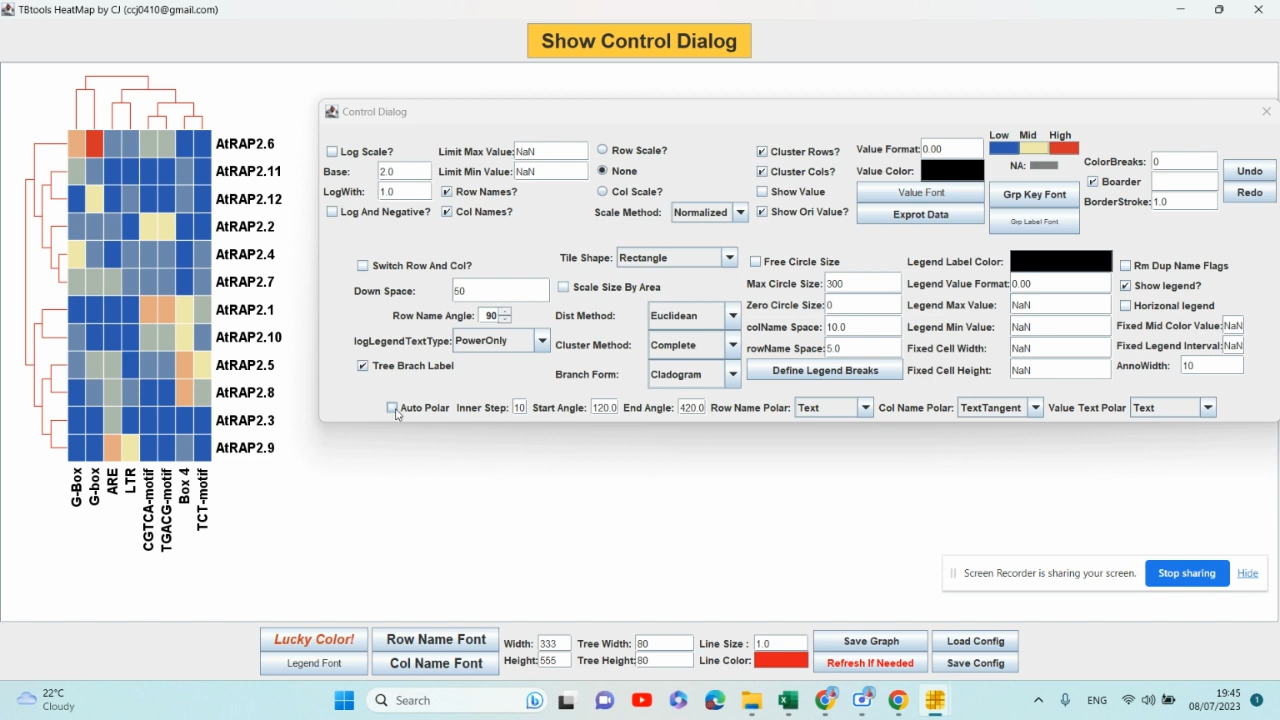 TBtools HeatMap by CJ (ccj0410@gmail.com)
Show Control Dialog
AtRAP2.6
AtRAP2.11
AtRAP2.12
AtRAP2.2
AtRAP2.4
AtRAP2.7
AtRAP2.1
AtRAP2.10
AtRAP2.5
AtRAP2.8
AtRAP2.3
AtRAP2.9
G-Box
G-box
ARE
LTR
CGTCA-motif
TGACG-motif
Box 4
TCT-motif
Control Dialog
Log Scale?
Limit Max Value: NaN
Row Scale?
Base: 2.0
Limit Min Value: NaN
None
LogWith: 1.0
Row Names?
Col Scale?
Log And Negative?
Col Names?
Scale Method: Normalized
Cluster Rows?
Value Format: 0.00
Cluster Cols?
Value Color:
Show Value
Value Font
Show Ori Value?
Exprot Data
Low Mid High
NA:
Grp Key Font
Grp Label Font
ColorBreaks: 0
Boarder
BorderStroke: 1.0
Undo
Redo
Switch Row And Col?
Tile Shape: Rectangle
Down Space: 50
Scale Size By Area
Row Name Angle: 90
Dist Method: Euclidean
logLegendTextType: PowerOnly
Cluster Method: Complete
Tree Brach Label
Branch Form: Cladogram
Free Circle Size
Max Circle Size: 300
Zero Circle Size: 0
colName Space: 10.0
rowName Space: 5.0
Define Legend Breaks
Legend Label Color:
Legend Value Format: 0.00
Legend Max Value: NaN
Legend Min Value: NaN
Fixed Cell Width: NaN
Fixed Cell Height: NaN
Rm Dup Name Flags
Show legend?
Horizonal legend
Fixed Mid Color Value: NaN
Fixed Legend Interval: NaN
AnnoWidth: 10
Auto Polar Inner Step: 10 Start Angle: 120.0 End Angle: 420.0 Row Name Polar: Text Col Name Polar: TextTangent Value Text Polar Text
Screen Recorder is sharing your screen. Stop sharing Hide
Lucky Color!
Row Name Font
Width: 333
Tree Width: 80
Line Size : 1.0
Save Graph
Load Config
Legend Font
Col Name Font
Height: 555
Tree Height: 80
Line Color:
Refresh If Needed
Save Config
22°C
Cloudy
Search
ENG
19:45
08/07/2023
1